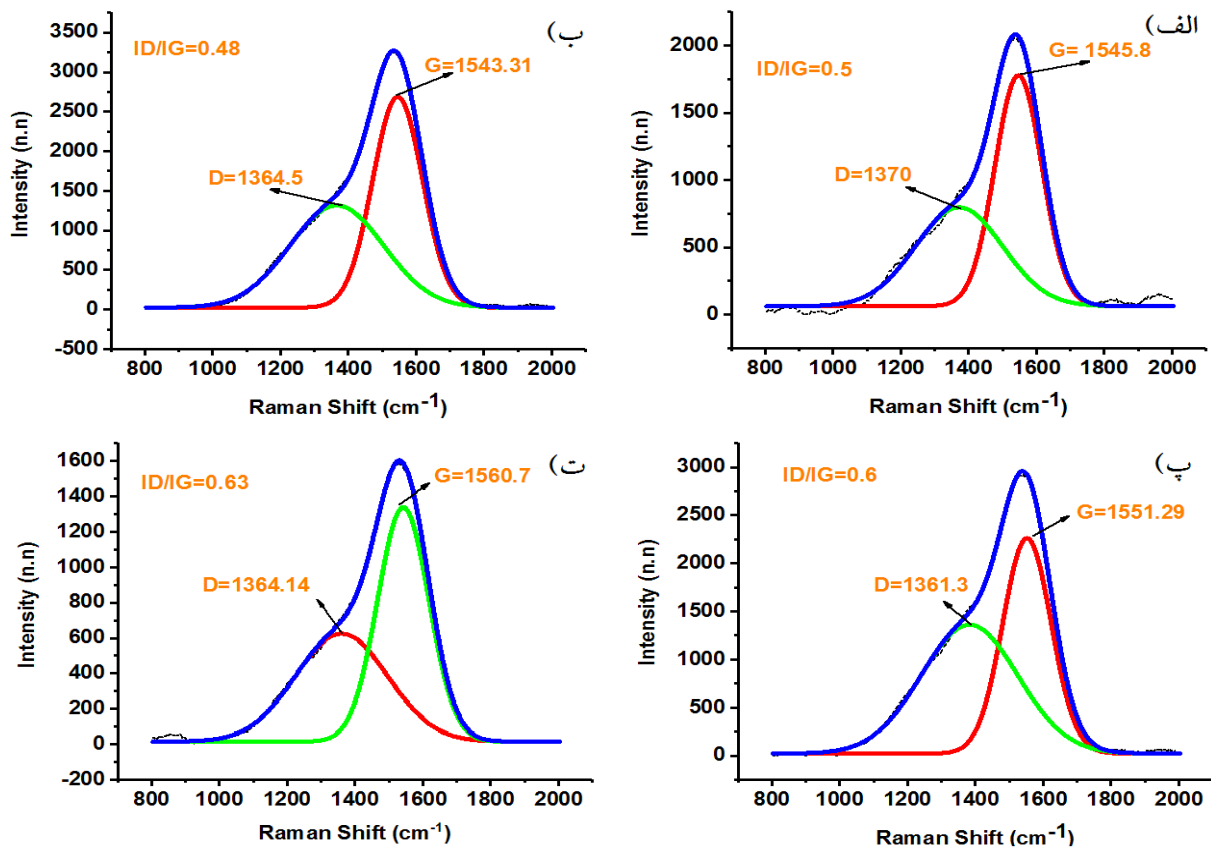 الف)
ID/IG=0.5
G= 1545.8
D=1370
Intensity (n.n)
2000
1500
1000
500
0
800 1000 1200 1400 1600 1800 2000
Raman Shift (cm⁻¹)
ب)
ID/IG=0.48
G=1543.31
D=1364.5
Intensity (n.n)
3500
3000
2500
2000
1500
1000
500
0
-500
800 1000 1200 1400 1600 1800 2000
Raman Shift (cm⁻¹)
پ)
ID/IG=0.6
G=1551.29
D=1361.3
Intensity (n.n)
3000
2500
2000
1500
1000
500
0
800 1000 1200 1400 1600 1800 2000
Raman Shift (cm⁻¹)
ت)
ID/IG=0.63
G=1560.7
D=1364.14
Intensity (n.n)
1600
1400
1200
1000
800
600
400
200
0
-200
800 1000 1200 1400 1600 1800 2000
Raman Shift (cm⁻¹)